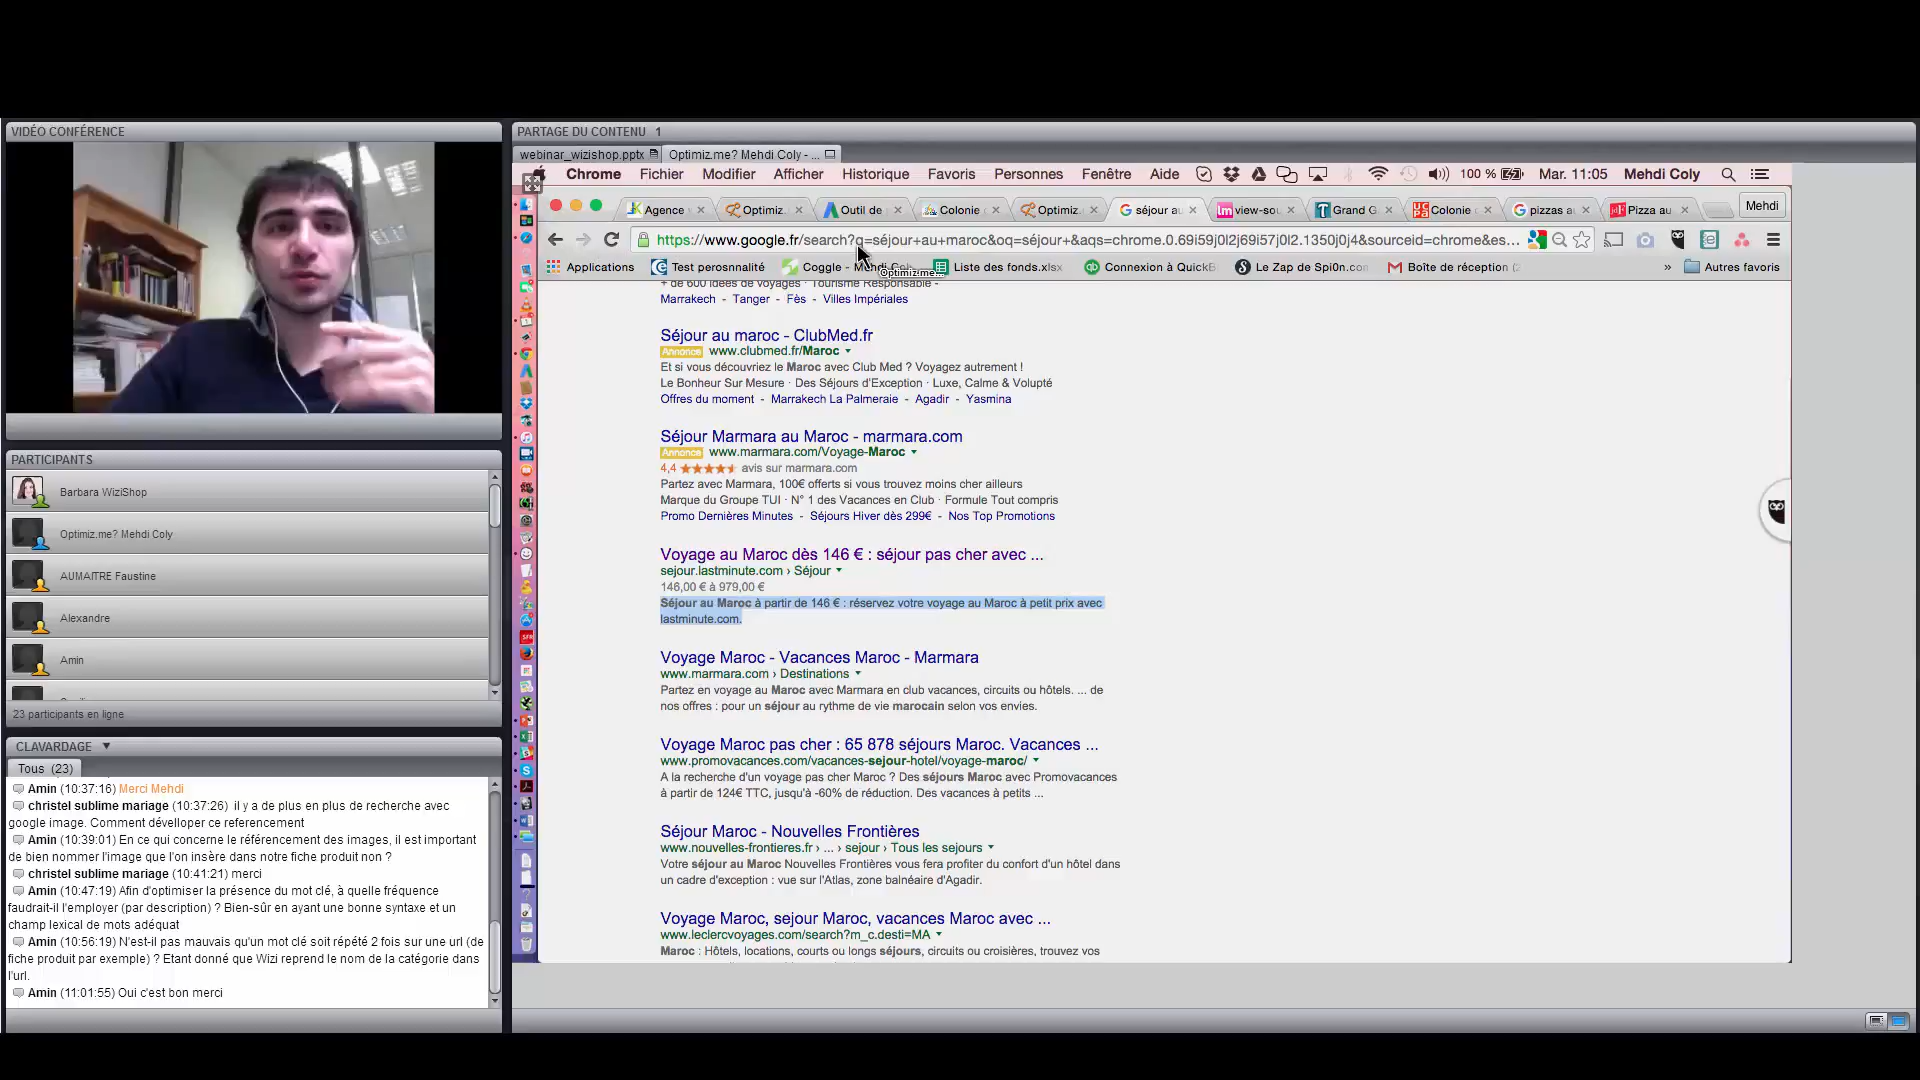 VIDÉO CONFÉRENCE
PARTICIPANTS
Barbara WiziShop
Optimiz.me? Mehdi Coly
AUMAITRE Faustine
Alexandre
Amin
23 participants en ligne
CLAVARDAGE
Tous (23)
Amin (10:37:16) Merci Mehdi
christel sublime mariage (10:37:26) il y a de plus en plus de recherche avec
google image. Comment dévelloper ce referencement
Amin (10:39:01) En ce qui concerne le référencement des images, il est important
de bien nommer l'image que l'on insère dans notre fiche produit non ?
christel sublime mariage (10:41:21) merci
Amin (10:47:19) Afin d'optimiser la présence du mot clé, à quelle fréquence
faudrait-il l'employer (par description) ? Bien-sûr en ayant une bonne syntaxe et un
champ lexical de mots adéquat
Amin (10:56:19) N'est-il pas mauvais qu'un mot clé soit répété 2 fois sur une url (de
fiche produit par exemple) ? Etant donné que Wizi reprend le nom de la catégorie dans
l'url.
Amin (11:01:55) Oui c'est bon merci
PARTAGE DU CONTENU 1
webinar_wizishop.pptx Optimiz.me? Mehdi Coly - ...
Chrome Fichier Modifier Afficher Historique Favoris Personnes Fenêtre Aide 100 % Mar. 11:05 Mehdi Coly
Agence Optimiz. Outil de Colonie Optimiz. séjour au view-sou Grand G Colonie pizzas a Pizza au Mehdi
https://www.google.fr/search?q=séjour+au+maroc&oq=séjour+&aqs=chrome.0.69i59j0l2j69i57j0l2.1350j0j4&sourceid=chrome&es...
Applications Test perosnnalité Coggle - Liste des fonds.xlsx Connexion à QuickB Le Zap de Spi0n.co Boîte de réception ( » Autres favoris
Optimiz.me...
+ de 600 idées de voyages · Tourisme Responsable -
Marrakech - Tanger - Fès - Villes Impériales
Séjour au maroc - ClubMed.fr
Annonce www.clubmed.fr/Maroc
Et si vous découvriez le Maroc avec Club Med ? Voyagez autrement !
Le Bonheur Sur Mesure · Des Séjours d'Exception · Luxe, Calme & Volupté
Offres du moment - Marrakech La Palmeraie - Agadir - Yasmina
Séjour Marmara au Maroc - marmara.com
Annonce www.marmara.com/Voyage-Maroc
4,4 avis sur marmara.com
Partez avec Marmara, 100€ offerts si vous trouvez moins cher ailleurs
Marque du Groupe TUI · N° 1 des Vacances en Club · Formule Tout compris
Promo Dernières Minutes - Séjours Hiver dès 299€ - Nos Top Promotions
Voyage au Maroc dès 146 € : séjour pas cher avec ...
sejour.lastminute.com › Séjour
146,00 € à 979,00 €
Séjour au Maroc à partir de 146 € : réservez votre voyage au Maroc à petit prix avec
lastminute.com.
Voyage Maroc - Vacances Maroc - Marmara
www.marmara.com › Destinations
Partez en voyage au Maroc avec Marmara en club vacances, circuits ou hôtels. ... de
nos offres : pour un séjour au rythme de vie marocain selon vos envies.
Voyage Maroc pas cher : 65 878 séjours Maroc. Vacances ...
www.promovacances.com/vacances-sejour-hotel/voyage-maroc/
A la recherche d'un voyage pas cher Maroc ? Des séjours Maroc avec Promovacances
à partir de 124€ TTC, jusqu'à -60% de réduction. Des vacances à petits ...
Séjour Maroc - Nouvelles Frontières
www.nouvelles-frontieres.fr › ... › sejour › Tous les sejours
Votre séjour au Maroc Nouvelles Frontières vous fera profiter du confort d'un hôtel dans
un cadre d'exception : vue sur l'Atlas, zone balnéaire d'Agadir.
Voyage Maroc, sejour Maroc, vacances Maroc avec ...
www.leclercvoyages.com/search?m_c.desti=MA
Maroc : Hôtels, locations, courts ou longs séjours, circuits ou croisières, trouvez vos